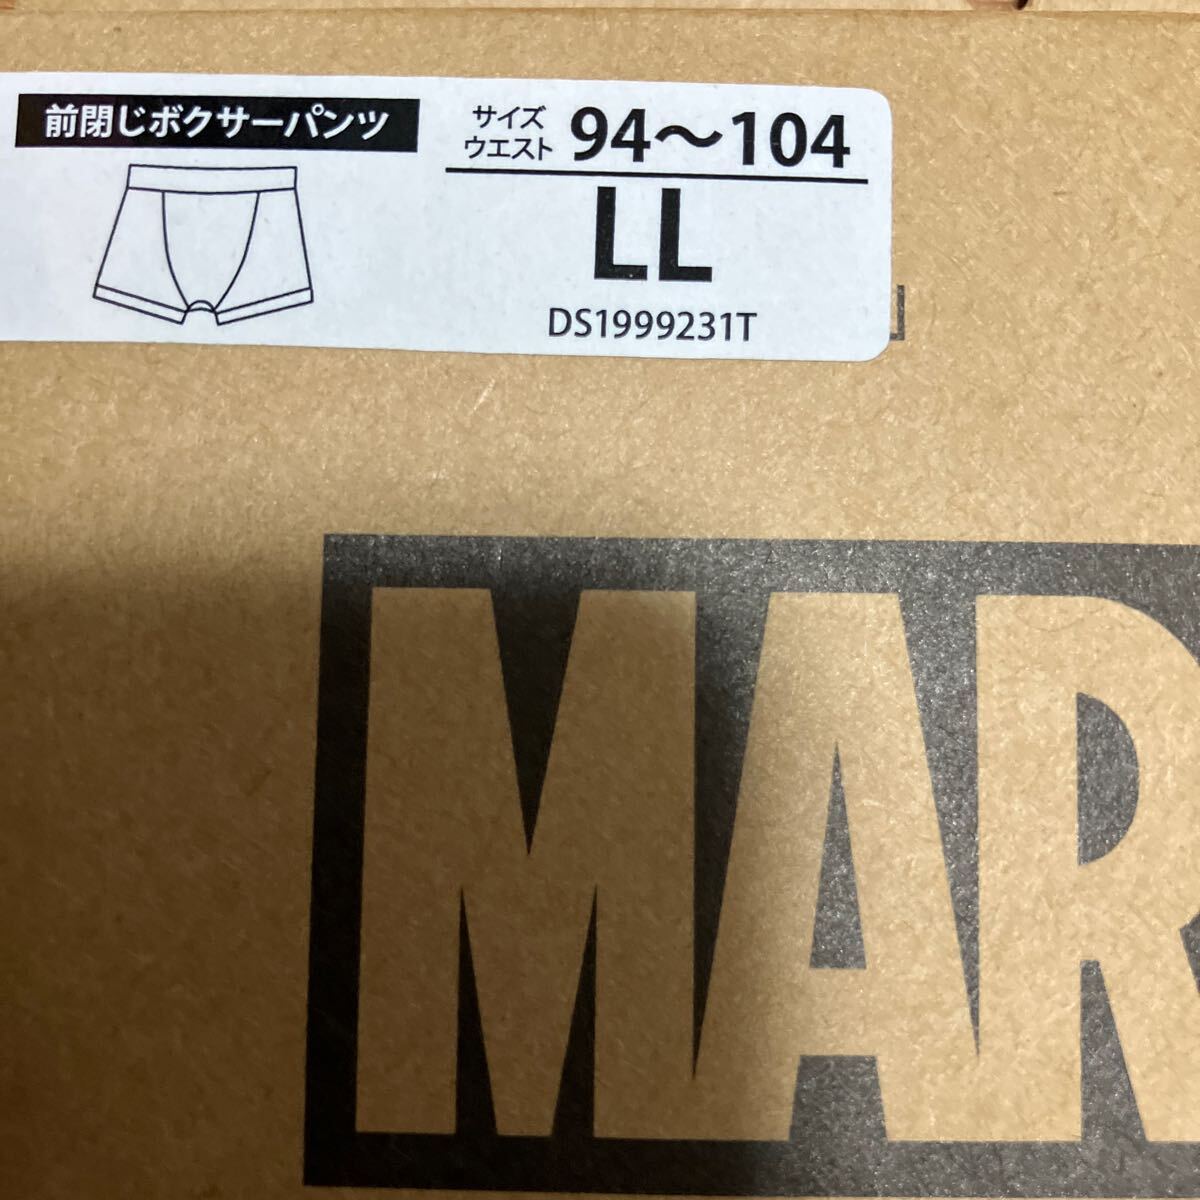 前閉じボクサーパンツ
サイズ
ウエスト 94～104
LL
DS1999231T
MAR